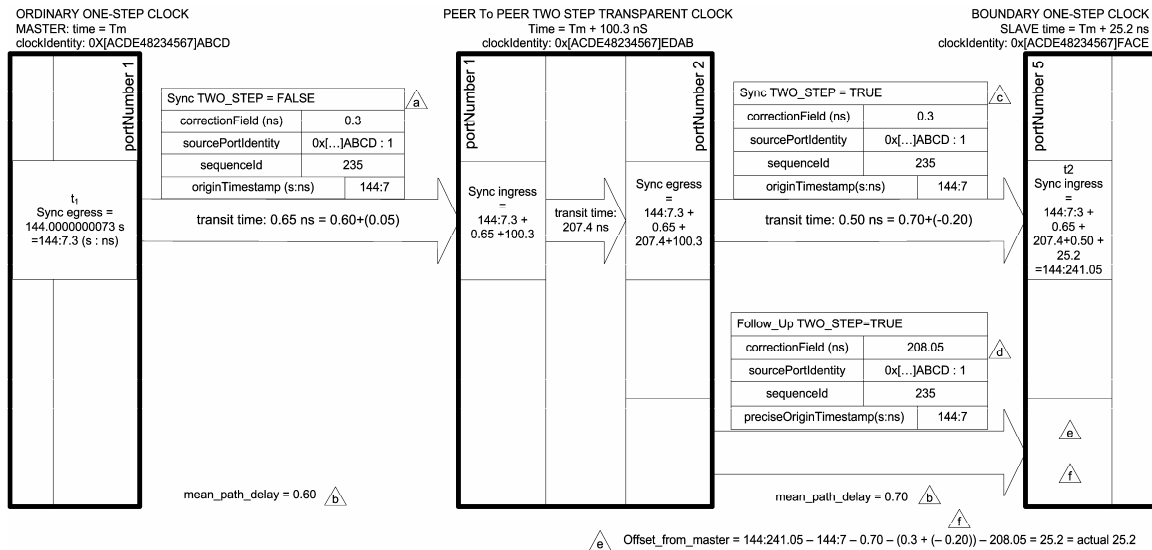 ORDINARY ONE-STEP CLOCK
MASTER: time = Tm
clockIdentity: 0X[ACDE48234567]ABCD
PEER To PEER TWO STEP TRANSPARENT CLOCK
Time = Tm + 100.3 nS
clockIdentity: 0x[ACDE48234567]EDAB
BOUNDARY ONE-STEP CLOCK
SLAVE time = Tm + 25.2 ns
clockIdentity: 0x[ACDE48234567]FACE
portNumber 1
Sync TWO_STEP = FALSE
a
correctionField (ns) 0.3
sourcePortIdentity 0x[...]ABCD : 1
sequenceId 235
originTimestamp (s:ns) 144:7
t1
Sync egress =
144.0000000073 s
=144:7.3 (s : ns)
transit time: 0.65 ns = 0.60+(0.05)
mean_path_delay = 0.60 b
portNumber 1
Sync ingress
=
144:7.3 +
0.65 +100.3
transit time:
207.4 ns
portNumber 2
Sync egress
=
144:7.3 +
0.65 +
207.4+100.3
Sync TWO_STEP = TRUE
c
correctionField (ns) 0.3
sourcePortIdentity 0x[...]ABCD : 1
sequenceId 235
originTimestamp(s:ns) 144:7
transit time: 0.50 ns = 0.70+(-0.20)
Follow_Up TWO_STEP=TRUE
d
correctionField (ns) 208.05
sourcePortIdentity 0x[...]ABCD : 1
sequenceId 235
preciseOriginTimestamp(s:ns) 144:7
mean_path_delay = 0.70 b
portNumber 5
t2
Sync ingress
=
144:7:3 +
0.65 +
207.4+0.50 +
25.2
=144:241.05
e
f
f
e Offset_from_master = 144:241.05 – 144:7 – 0.70 – (0.3 + (– 0.20)) – 208.05 = 25.2 = actual 25.2